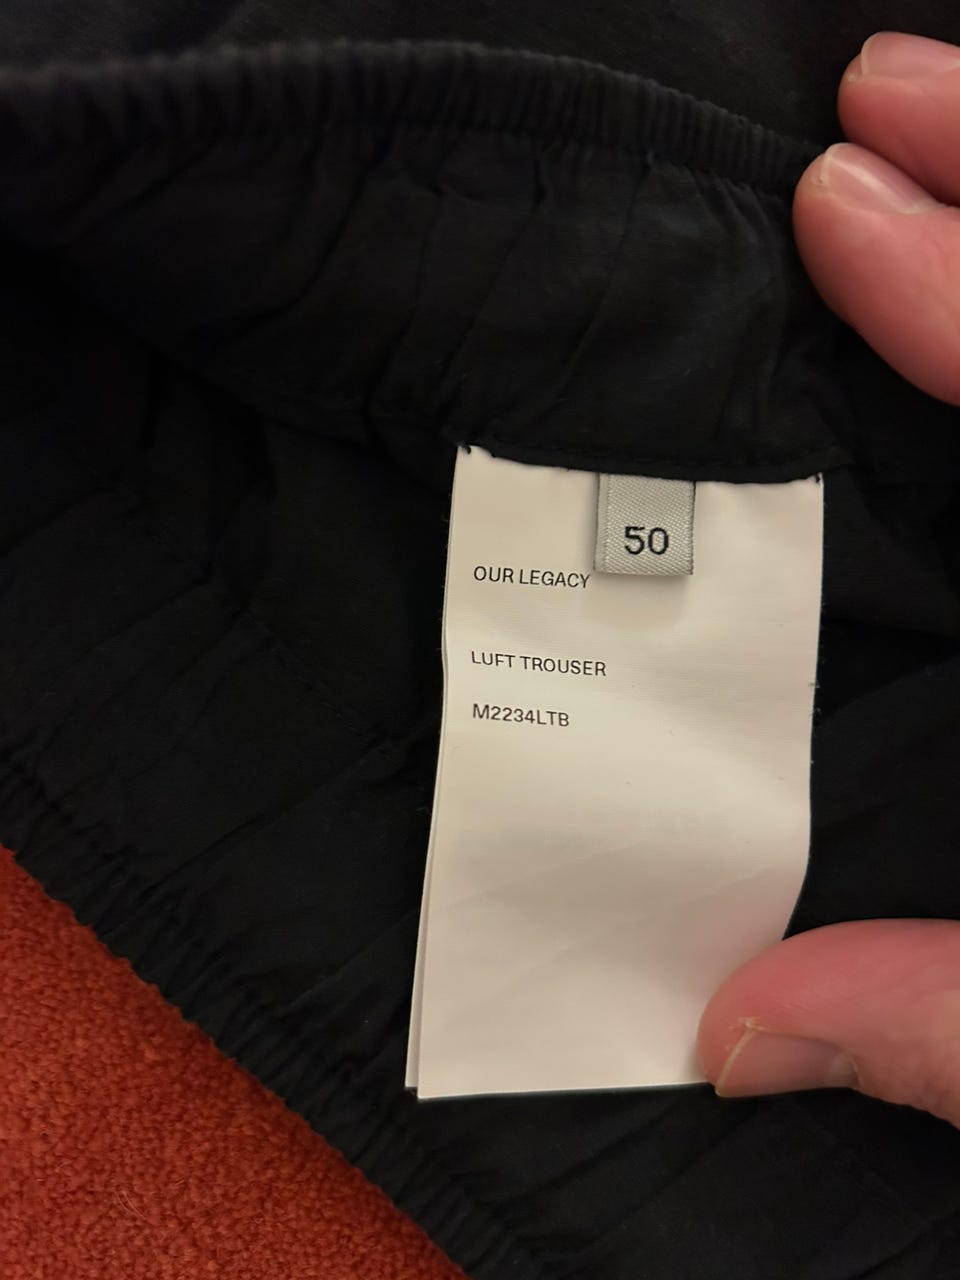 50
OUR LEGACY
LUFT TROUSER
M2234LTB